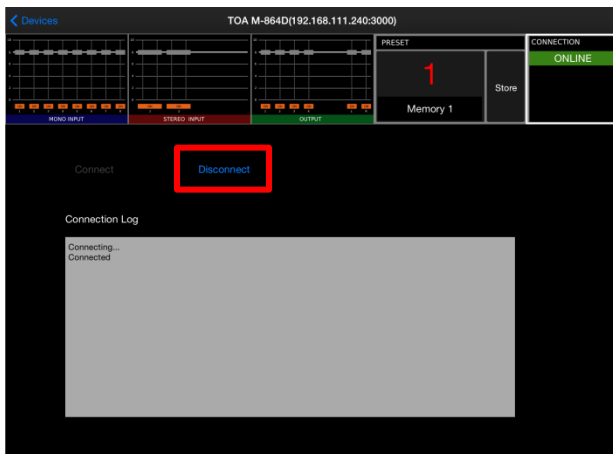 Devices
TOA M-864D(192.168.111.240:3000)
MONO INPUT
STEREO INPUT
OUTPUT
PRESET
1
Memory 1
Store
CONNECTION
ONLINE
Connect
Disconnect
Connection Log
Connecting...
Connected